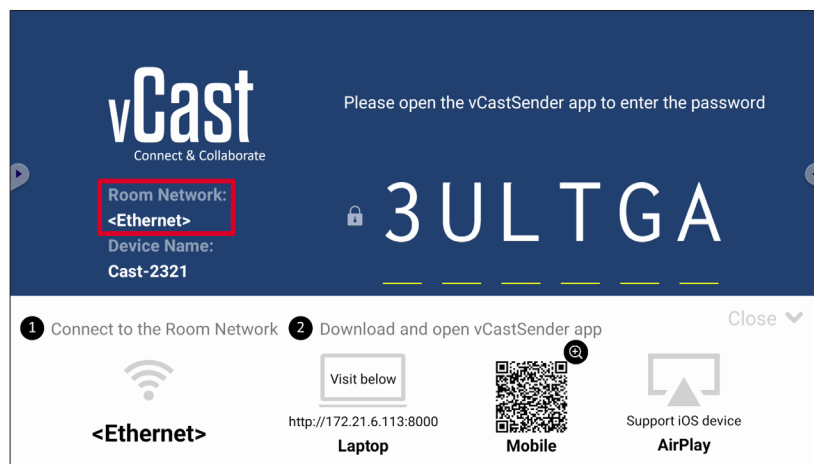 vCast
Connect & Collaborate
Please open the vCastSender app to enter the password
Room Network:
<Ethernet>
Device Name:
Cast-2321
3ULTGA
1 Connect to the Room Network
2 Download and open vCastSender app
Close
<Ethernet>
Visit below
http://172.21.6.113:8000
Laptop
Mobile
Support iOS device
AirPlay